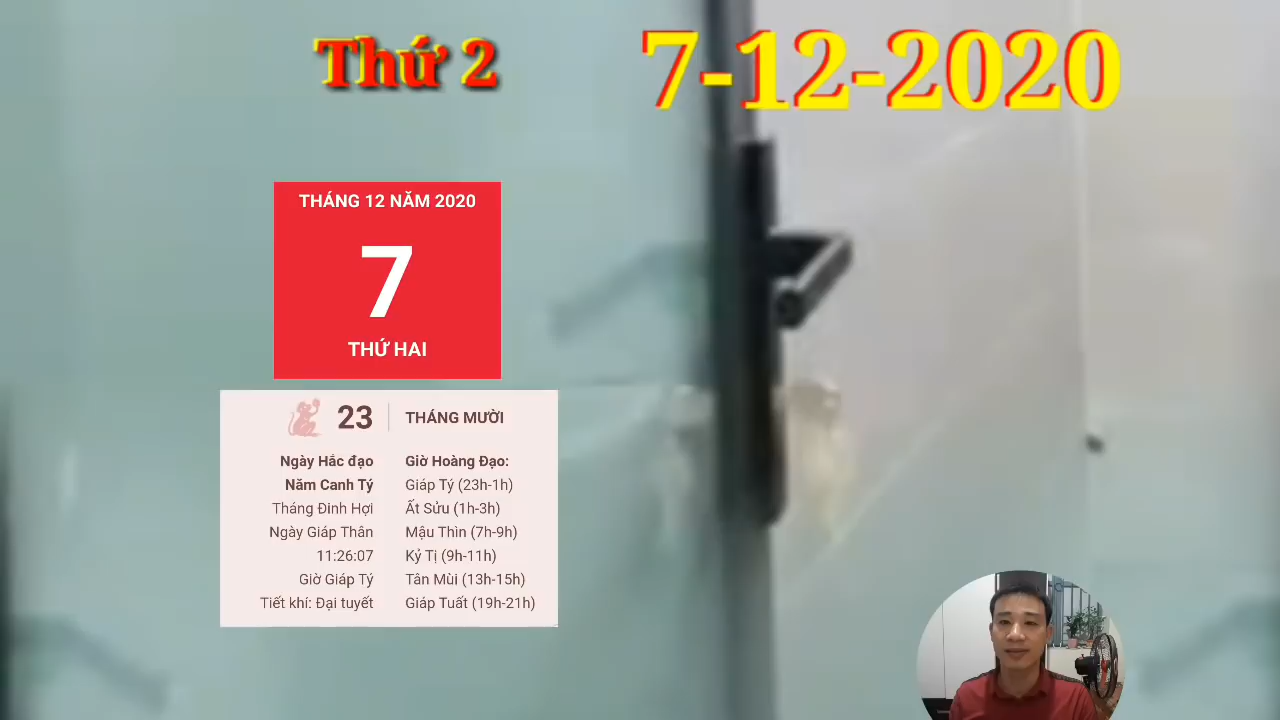 Thứ 2
7-12-2020
THÁNG 12 NĂM 2020
7
THỨ HAI
23
THÁNG MƯỜI
Ngày Hắc đạo
Năm Canh Tý
Tháng Đinh Hợi
Ngày Giáp Thân
11:26:07
Giờ Giáp Tý
Tiết khí: Đại tuyết
Giờ Hoàng Đạo:
Giáp Tý (23h-1h)
Ất Sửu (1h-3h)
Mậu Thìn (7h-9h)
Kỷ Tị (9h-11h)
Tân Mùi (13h-15h)
Giáp Tuất (19h-21h)